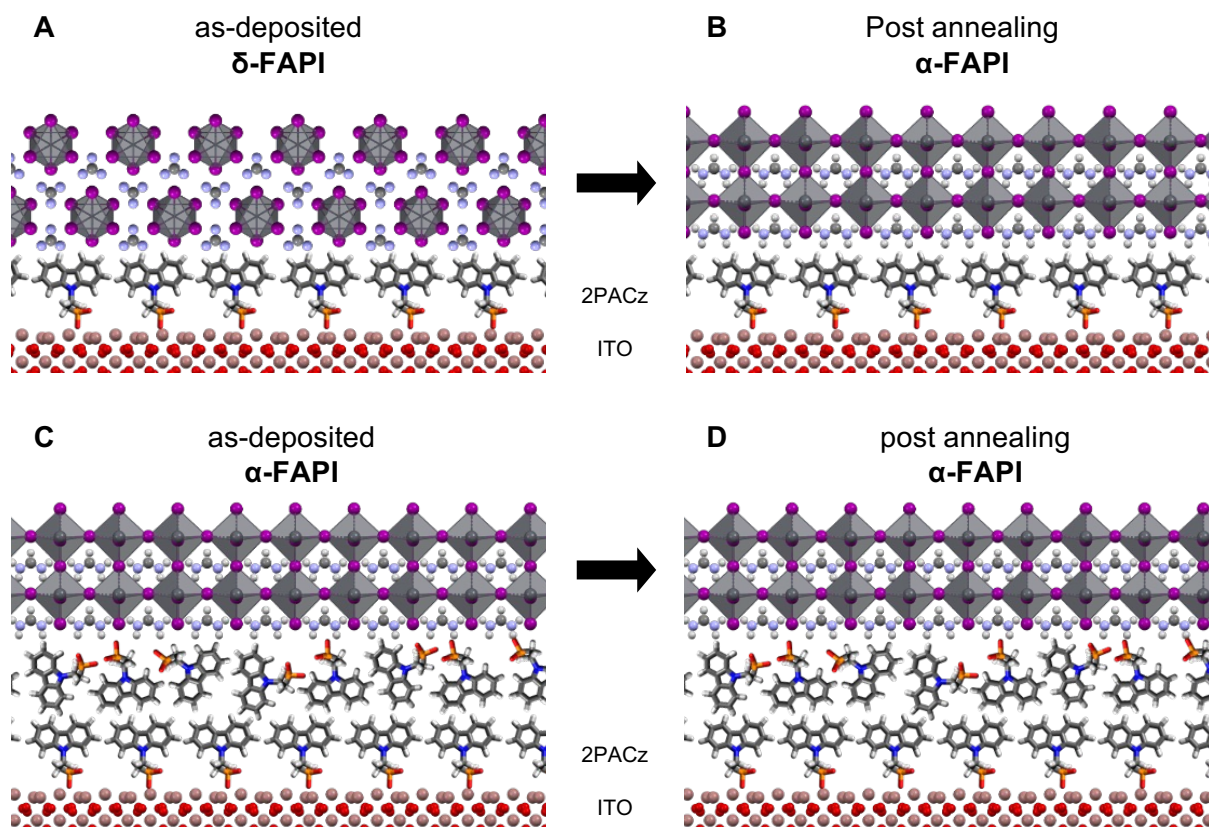 A
as-deposited
δ-FAPI
B
Post annealing
α-FAPI
2PACz
ITO
C
as-deposited
α-FAPI
D
post annealing
α-FAPI
2PACz
ITO